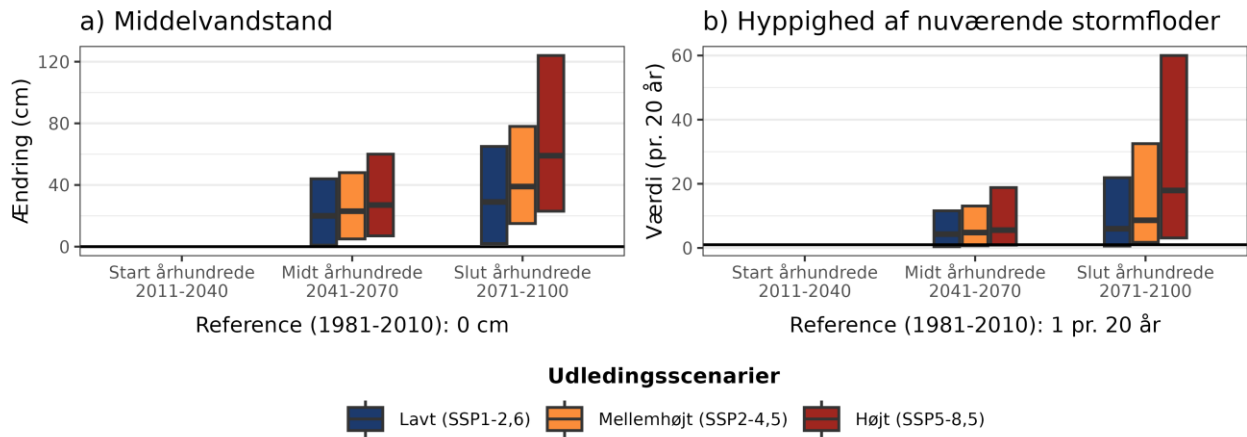 a) Middelvandstand
Ændring (cm)
120
80
40
0
Start århundrede
2011-2040
Midt århundrede
2041-2070
Slut århundrede
2071-2100
Reference (1981-2010): 0 cm
b) Hyppighed af nuværende stormfloder
Værdi (pr. 20 år)
60
40
20
0
Start århundrede
2011-2040
Midt århundrede
2041-2070
Slut århundrede
2071-2100
Reference (1981-2010): 1 pr. 20 år
Udledingsscenarier
Lavt (SSP1-2,6)
Mellemhøjt (SSP2-4,5)
Højt (SSP5-8,5)